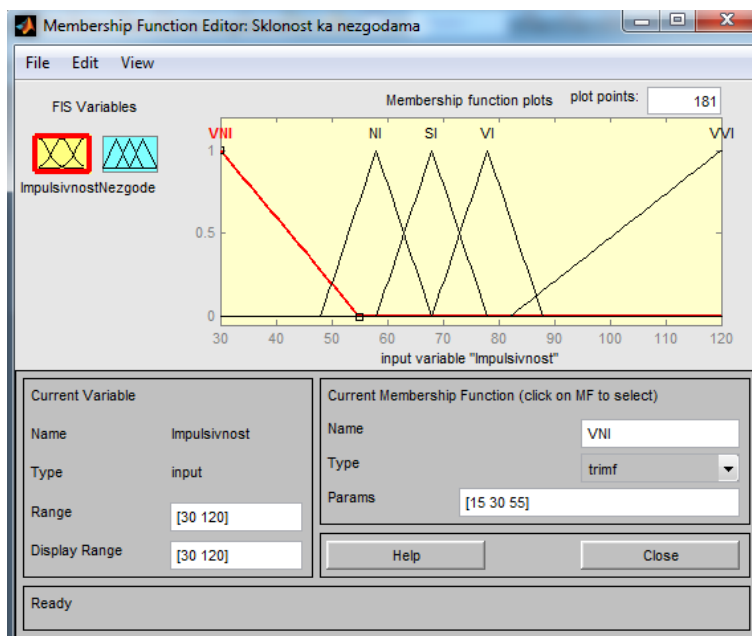 Membership Function Editor: Sklonost ka nezgodama
File Edit View
FIS Variables
Membership function plots plot points: 181
VNI NI SI VI VVI
1
0.5
0
ImpulsivnostNezgode
30 40 50 60 70 80 90 100 110 120
input variable "Impulsivnost"
Current Variable
Name Impulsivnost
Type input
Range [30 120]
Display Range [30 120]
Current Membership Function (click on MF to select)
Name VNI
Type trimf
Params [15 30 55]
Help Close
Ready